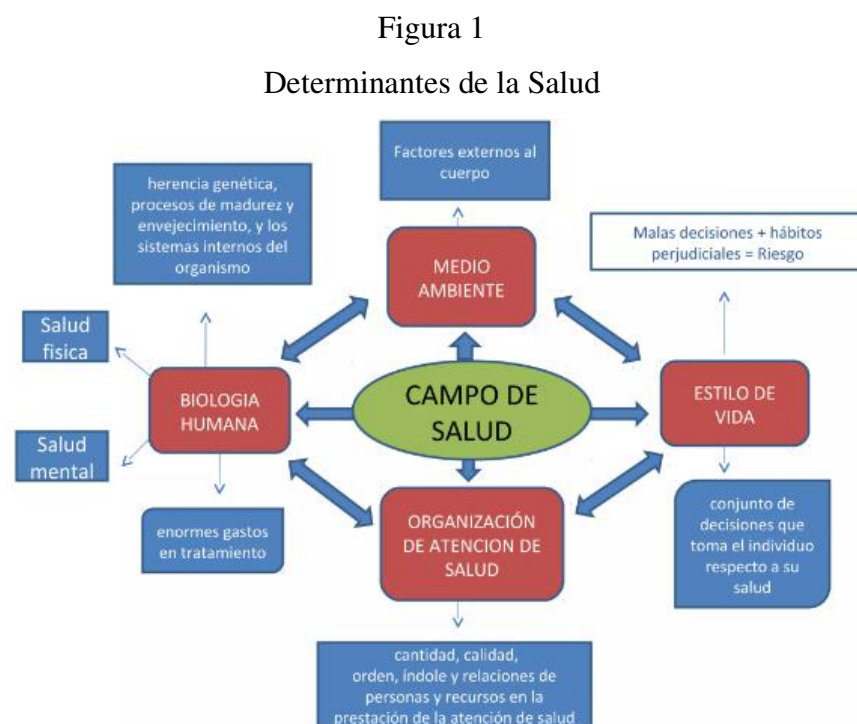 Figura 1
Determinantes de la Salud
Factores externos al
cuerpo
herencia genética,
procesos de madurez y
envejecimiento, y los
sistemas internos del
organismo
Malas decisiones + hábitos
perjudiciales = Riesgo
MEDIO
AMBIENTE
Salud
fisica
BIOLOGIA
HUMANA
CAMPO DE
SALUD
ESTILO DE
VIDA
Salud
mental
enormes gastos
en tratamiento
ORGANIZACIÓN
DE ATENCION DE
SALUD
conjunto de
decisiones que
toma el individuo
respecto a su
salud
cantidad, calidad,
orden, índole y relaciones de
personas y recursos en la
prestación de la atención de salud